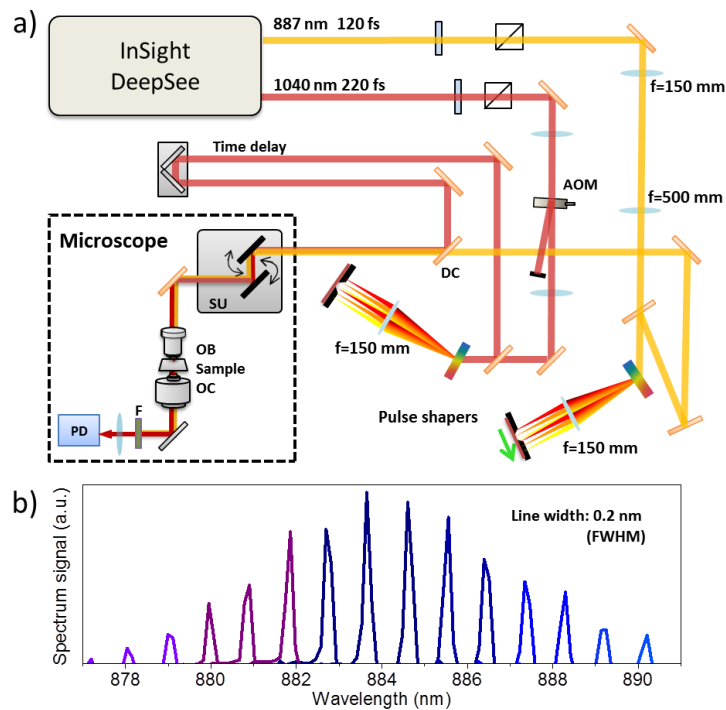 a)
InSight
DeepSee
887 nm 120 fs
1040 nm 220 fs
f=150 mm
Time delay
AOM
f=500 mm
Microscope
SU
DC
OB
Sample
OC
F
PD
f=150 mm
Pulse shapers
f=150 mm
b)
Line width: 0.2 nm
(FWHM)
Spectrum signal (a.u.)
878 880 882 884 886 888 890
Wavelength (nm)